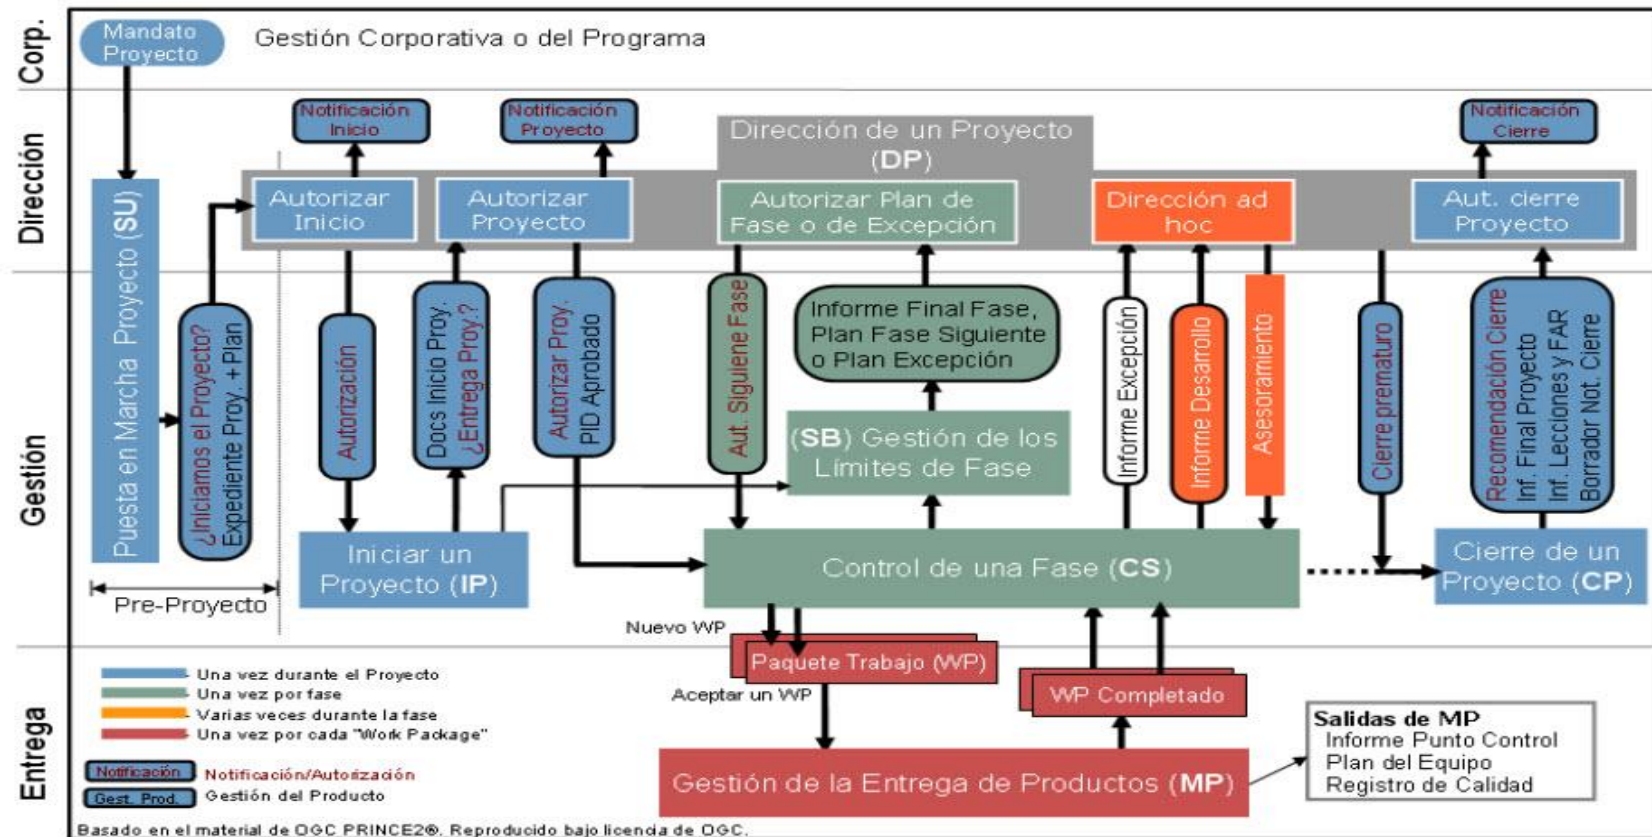 Corp.
Mandato
Proyecto
Gestión Corporativa o del Programa
Dirección
Notificación
Inicio
Notificación
Proyecto
Dirección de un Proyecto
(DP)
Notificación
Cierre
Autorizar
Inicio
Autorizar
Proyecto
Autorizar Plan de
Fase o de Excepción
Dirección ad
hoc
Aut. cierre
Proyecto
Gestión
Puesta en Marcha Proyecto (SU)
¿Iniciamos el Proyecto?
Expediente Proy. + Plan
Autorización
Docs Inicio Proy.
¿Entrega Proy.?
Autorizar Proy.
PID Aprobado
Aut. Siguiene Fase
Informe Final Fase,
Plan Fase Siguiente
o Plan Excepción
Informe Excepción
Informe Desarrollo
Asesoramiento
Cierre prematuro
Recomendación Cierre
Inf. Final Proyecto
Inf. Lecciones y FAR
Borrador Not. Cierre
(SB) Gestión de los
Límites de Fase
Iniciar un
Proyecto (IP)
Control de una Fase (CS)
Cierre de un
Proyecto (CP)
Pre-Proyecto
Entrega
Nuevo WP
Paquete Trabajo (WP)
Aceptar un WP
WP Completado
Gestión de la Entrega de Productos (MP)
Salidas de MP
Informe Punto Control
Plan del Equipo
Registro de Calidad
Una vez durante el Proyecto
Una vez por fase
Varias veces durante la fase
Una vez por cada "Work Package"
Notificación Notificación/Autorización
Gest. Prod. Gestión del Producto
Basado en el material de OGC PRINCE2®. Reproducido bajo licencia de OGC.